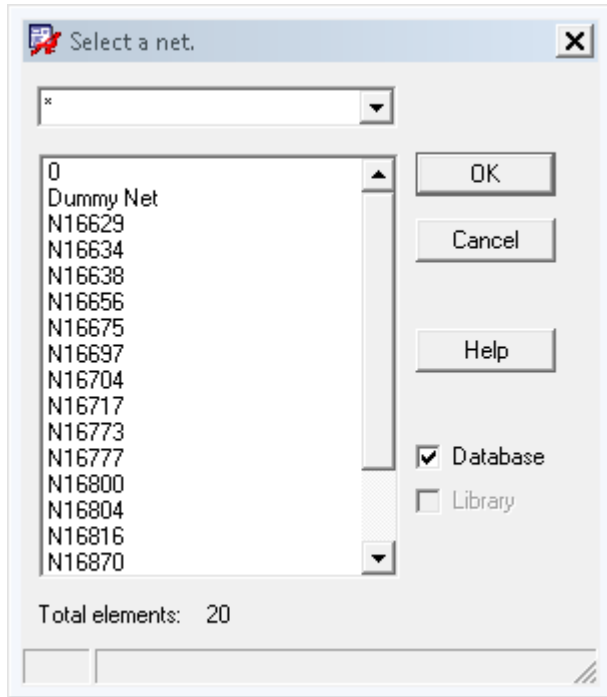 Select a net.
*
0
Dummy Net
N16629
N16634
N16638
N16656
N16675
N16697
N16704
N16717
N16773
N16777
N16800
N16804
N16816
N16870
OK
Cancel
Help
Database
Library
Total elements: 20